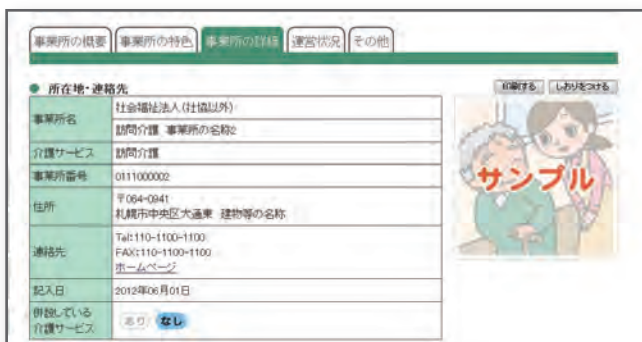 事業所の概要 事業所の特色 事業所の詳細 運営状況 その他
● 所在地・連絡先
印刷する しおりをつける
事業所名
社会福祉法人(社協以外)
訪問介護 事業所の名称2
介護サービス 訪問介護
事業所番号 0111000002
住所
〒064-0941
札幌市中央区大通東 建物等の名称
連絡先
Tel:110-1100-1100
FAX:110-1100-1100
ホームページ
記入日 2012年06月01日
併設している
介護サービス
あり なし
サンプル